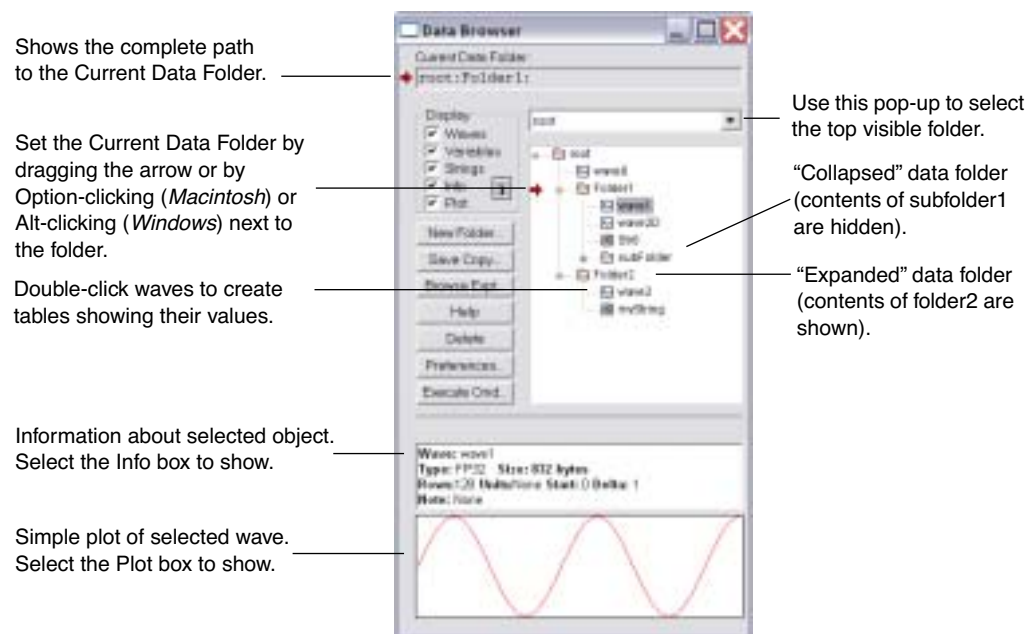 Data Browser
Current Data Folder
root:Folder1:
Shows the complete path
to the Current Data Folder.
Use this pop-up to select
the top visible folder.
Set the Current Data Folder by
dragging the arrow or by
Option-clicking (Macintosh) or
Alt-clicking (Windows) next to
the folder.
Double-click waves to create
tables showing their values.
Display
Waves
Variables
Strings
Info
Plot
New Folder...
Save Copy...
Browse Expt...
Help
Delete
Preferences...
Execute Cmd...
root
root
wave0
Folder1
wave1
wave2D
subFolder
Folder2
wave2
myString
“Collapsed” data folder
(contents of subfolder1
are hidden).
“Expanded” data folder
(contents of folder2 are
shown).
Information about selected object.
Select the Info box to show.
Wave: wave1
Type: FP32 Size: 832 bytes
Rows: 128 Units: None Start: 0 Delta: 1
Note: None
Simple plot of selected wave.
Select the Plot box to show.